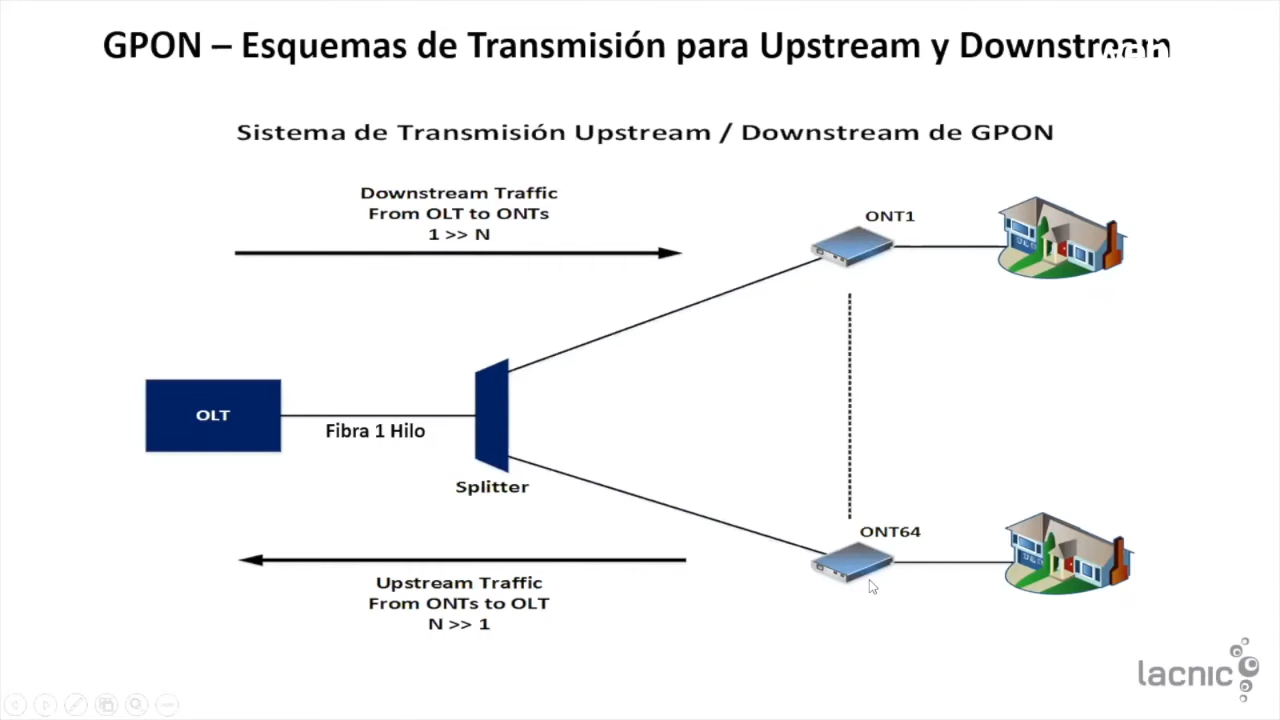 GPON – Esquemas de Transmisión para Upstream y Downstream
Sistema de Transmisión Upstream / Downstream de GPON
Downstream Traffic
From OLT to ONTs
1 >> N
ONT1
OLT
Fibra 1 Hilo
Splitter
ONT64
Upstream Traffic
From ONTs to OLT
N >> 1
lacnic